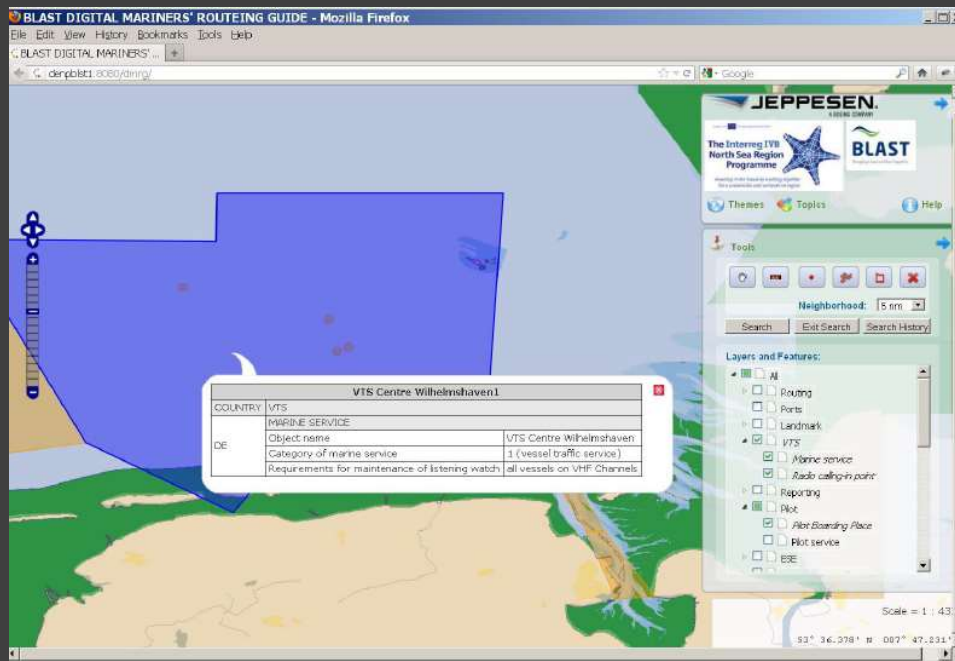 BLAST DIGITAL MARINERS' ROUTEING GUIDE - Mozilla Firefox
File Edit View History Bookmarks Tools Help
BLAST DIGITAL MARINERS' ... +
denpblst1:8080/dmrg/
Google
JEPPESEN.
A BOEING COMPANY
The Interreg IVB
North Sea Region
Programme
BLAST
Themes Topics Help
Tools
Neighborhood: 5 nm
Search Exit Search Search History
Layers and Features:
All
Routing
Ports
Landmark
VTS
Marine service
Radio calling-in point
Reporting
Pilot
Pilot Boarding Place
Pilot service
ESE
VTS Centre Wilhelmshaven1
COUNTRY VTS
DE
MARINE SERVICE
Object name VTS Centre Wilhelmshaven
Category of marine service 1 (vessel traffic service)
Requirements for maintenance of listening watch all vessels on VHF Channels
Scale = 1 : 43
53° 36.378' N 007° 47.231'